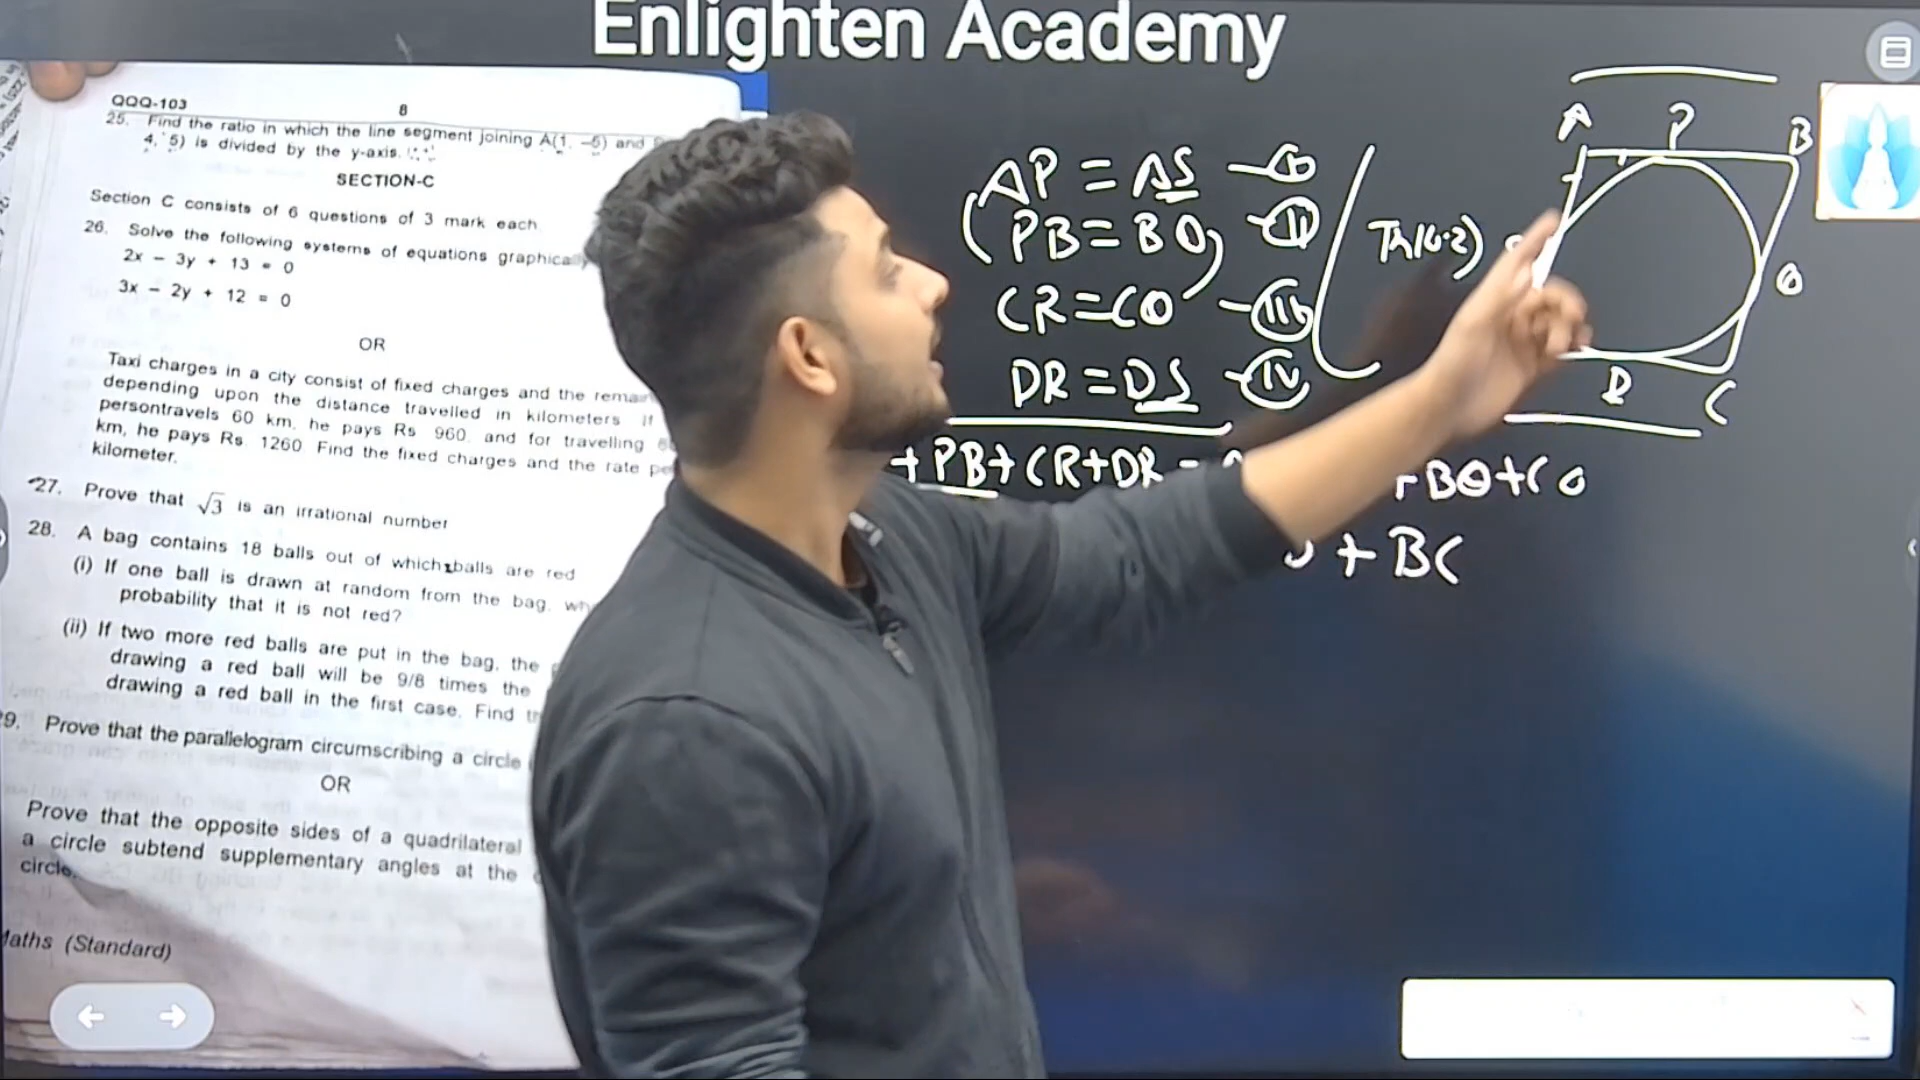 Enlighten Academy
QQQ-103
8
25. Find the ratio in which the line segment joining A(1, –5) and
4, 5) is divided by the y-axis.
SECTION-C
Section C consists of 6 questions of 3 mark each
26. Solve the following systems of equations graphically
2x – 3y + 13 = 0
3x – 2y + 12 = 0
OR
Taxi charges in a city consist of fixed charges and the
depending upon the distance travelled in kilometers If
persontravels 60 km, he pays Rs 960, and for travelling
km, he pays Rs 1260 Find the fixed charges and the rate
kilometer.
27. Prove that √3 is an irrational number
28. A bag contains 18 balls out of which balls are red
(i) If one ball is drawn at random from the bag,
probability that it is not red?
(ii) If two more red balls are put in the bag, the
drawing a red ball will be 9/8 times the
drawing a red ball in the first case. Find
9. Prove that the parallelogram circumscribing a circle
OR
Prove that the opposite sides of a quadrilateral
a circle subtend supplementary angles at the
circle.
Maths (Standard)
AP = AS – (i)
PB = BQ – (ii)
CR = CQ – (iii)
DR = DS – (iv)
+ PB + CR + DR =
+ BQ + CQ
+ BC
A P B
Q
R C